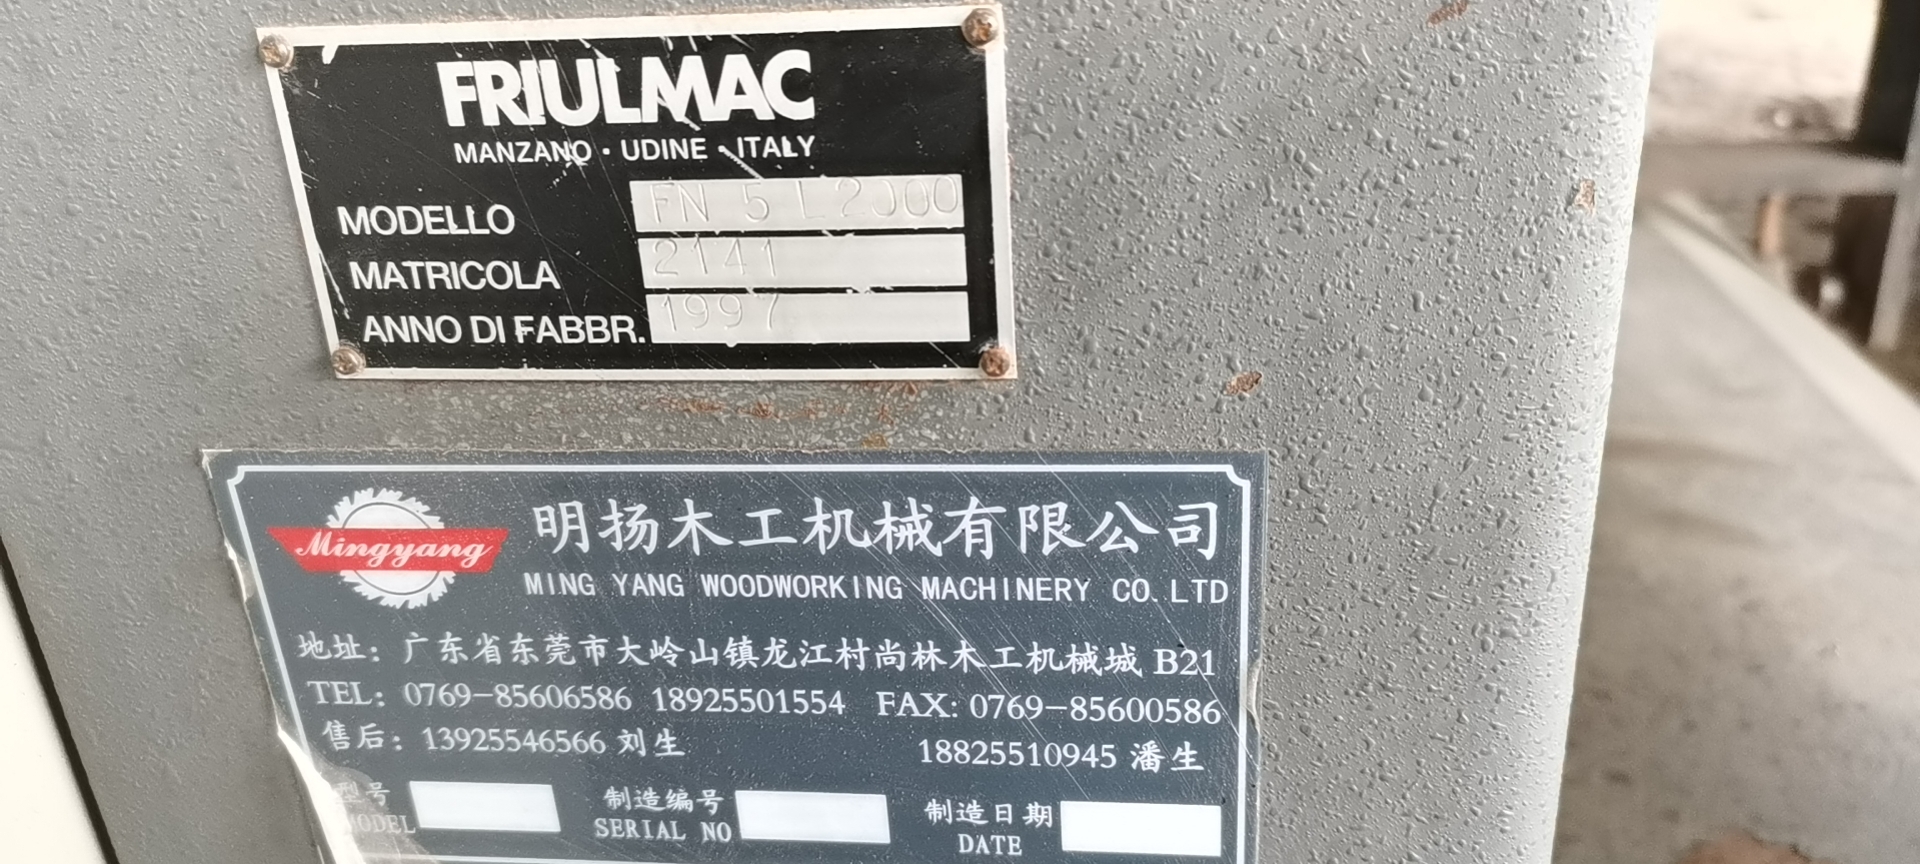 FRIULMAC
MANZANO · UDINE · ITALY
MODELLO FN 5 L2000
MATRICOLA 2141
ANNO DI FABBR. 1997
Mingyang
明扬木工机械有限公司
MING YANG WOODWORKING MACHINERY CO.LTD
地址：广东省东莞市大岭山镇龙江村尚林木工机械城 B21
TEL：0769-85606586 18925501554 FAX: 0769-85600586
售后：13925546566 刘生 18825510945 潘生
型号 制造编号 制造日期
MODEL SERIAL NO DATE